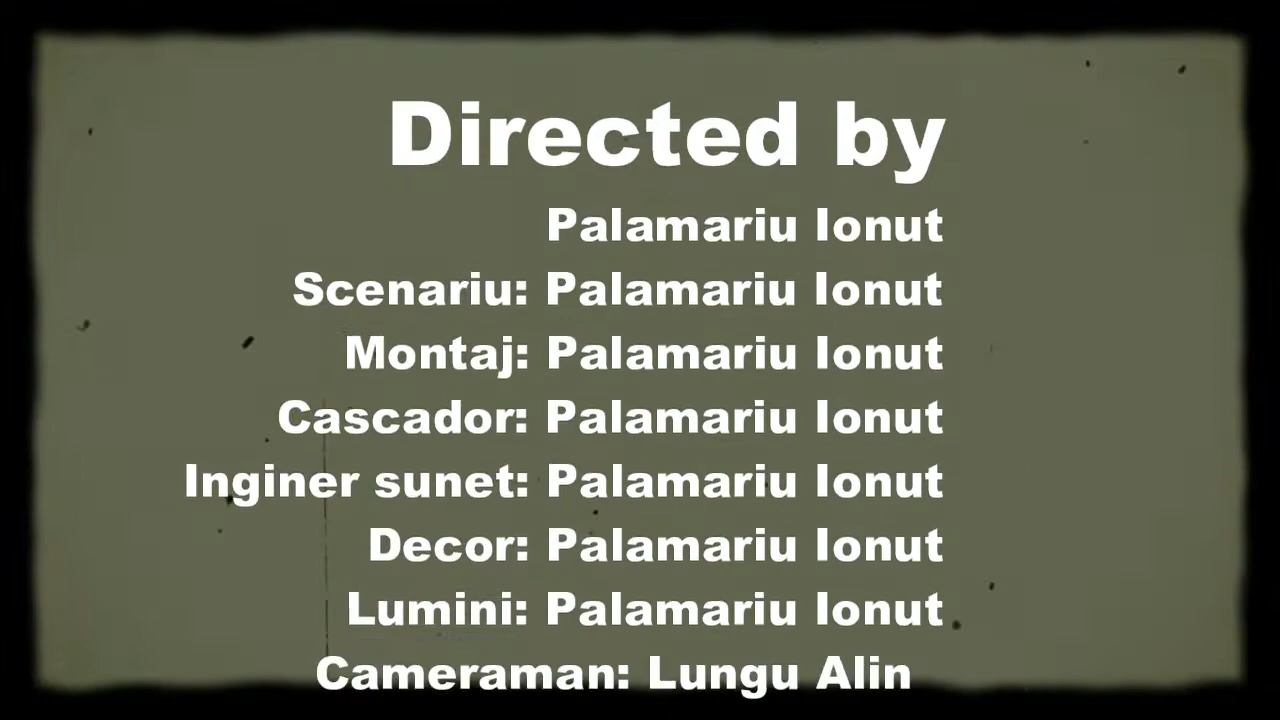 Directed by
Palamariu Ionut
Scenariu: Palamariu Ionut
Montaj: Palamariu Ionut
Cascador: Palamariu Ionut
Inginer sunet: Palamariu Ionut
Decor: Palamariu Ionut
Lumini: Palamariu Ionut
Cameraman: Lungu Alin